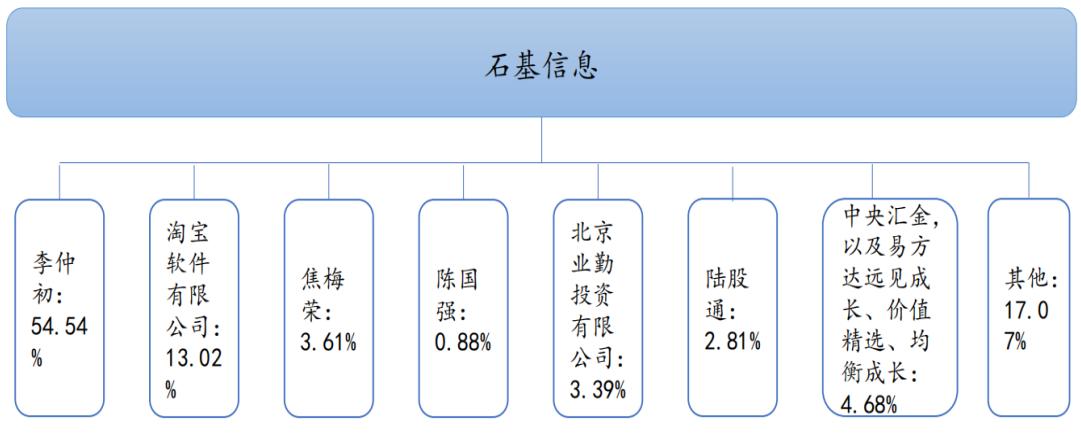 石基信息
李仲
初：
54.54
%
淘宝
软件
有限
公司：
13.02
%
焦梅
荣：
3.61%
陈国
强：
0.88%
北京
业勤
投资
有限
公司：
3.39%
陆股
通：
2.81%
中央汇金，
以及易方
达远见成
长、价值
精选、均
衡成长：
4.68%
其他：
17.0
7%